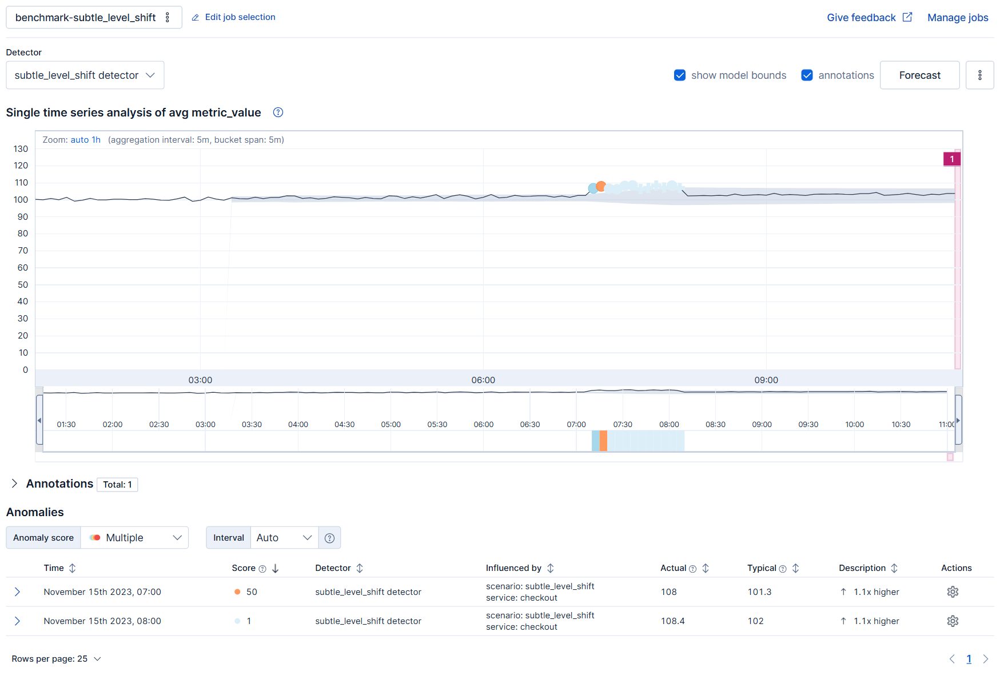 benchmark-subtle_level_shift
Edit job selection
Give feedback
Manage jobs
Detector
subtle_level_shift detector
show model bounds
annotations
Forecast
Single time series analysis of avg metric_value
Zoom: auto 1h (aggregation interval: 5m, bucket span: 5m)
130
120
110
100
90
80
70
60
50
40
30
20
10
0
1
03:00 06:00 09:00
01:30 02:00 02:30 03:00 03:30 04:00 04:30 05:00 05:30 06:00 06:30 07:00 07:30 08:00 08:30 09:00 09:30 10:00 10:30 11:00
Annotations Total: 1
Anomalies
Anomaly score Multiple Interval Auto
Time Score Detector Influenced by Actual Typical Description Actions
November 15th 2023, 07:00 50 subtle_level_shift detector scenario: subtle_level_shift 108 101.3 ↑ 1.1x higher
service: checkout
November 15th 2023, 08:00 1 subtle_level_shift detector scenario: subtle_level_shift 108.4 102 ↑ 1.1x higher
service: checkout
Rows per page: 25
1